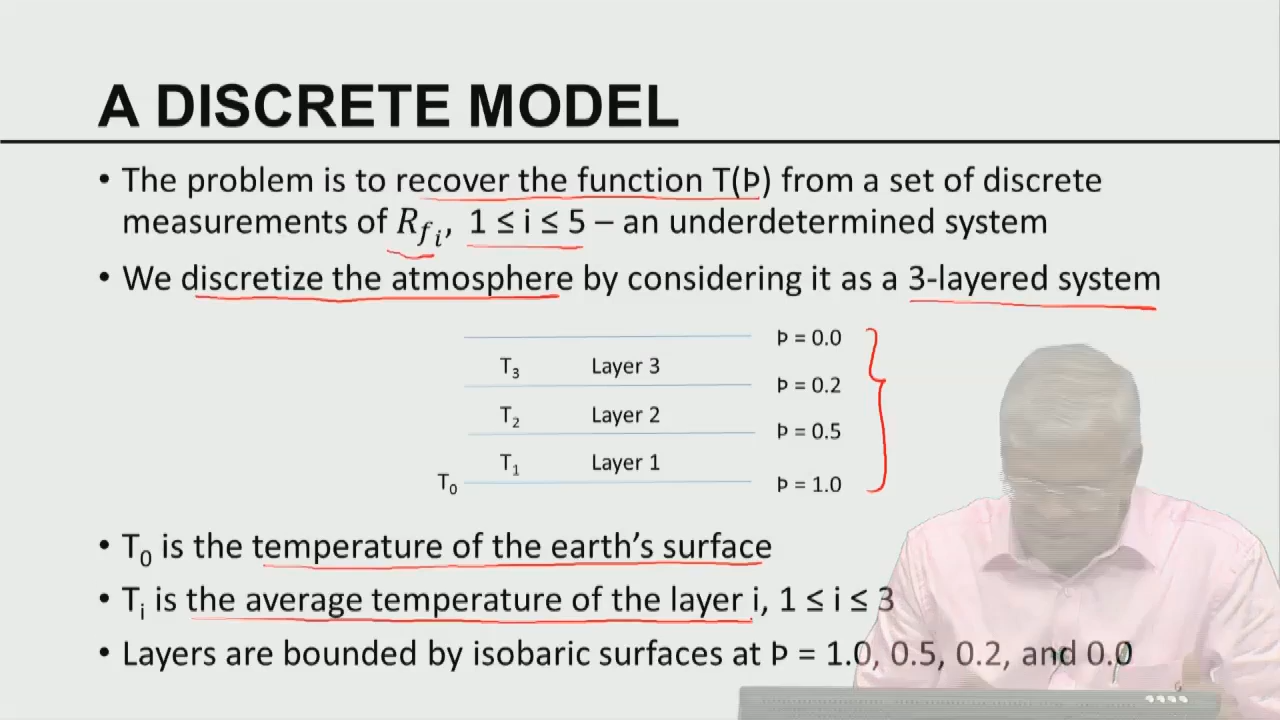 A DISCRETE MODEL
• The problem is to recover the function T(Þ) from a set of discrete
measurements of R_{f_i}, 1 ≤ i ≤ 5 – an underdetermined system
• We discretize the atmosphere by considering it as a 3-layered system
Þ = 0.0
T₃ Layer 3
Þ = 0.2
T₂ Layer 2
Þ = 0.5
T₁ Layer 1
T₀ Þ = 1.0
• T₀ is the temperature of the earth’s surface
• Tᵢ is the average temperature of the layer i, 1 ≤ i ≤ 3
• Layers are bounded by isobaric surfaces at Þ = 1.0, 0.5, 0.2, and 0.0